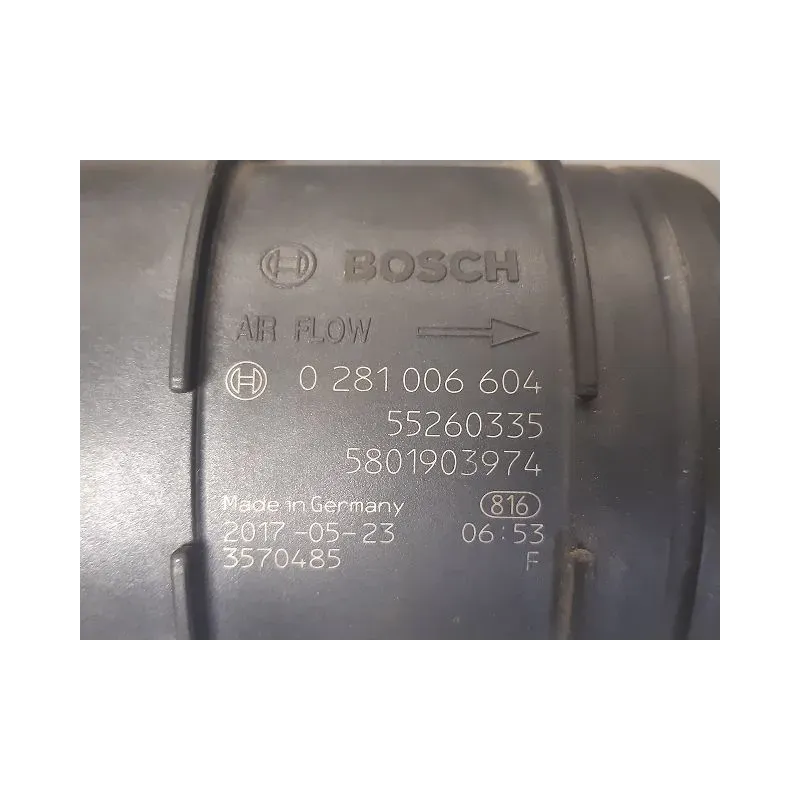 BOSCH
AIR FLOW
0 281 006 604
55260335
5801903974
Made in Germany 816
2017-05-23 06:53
3570485 F